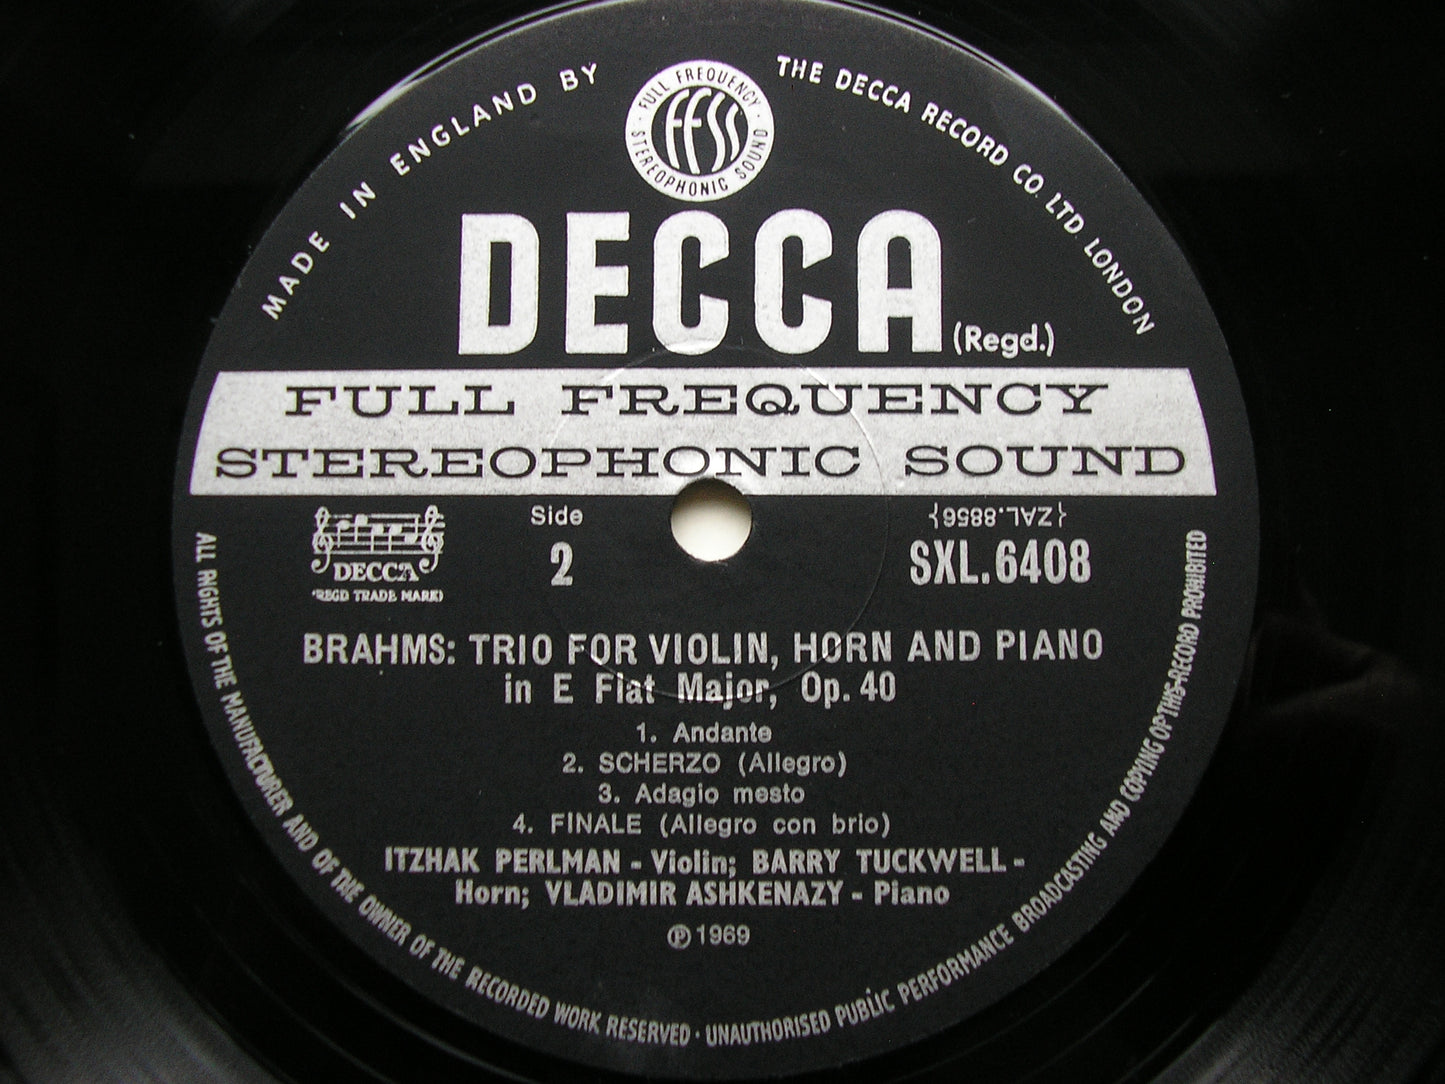 MADE IN ENGLAND BY
THE DECCA RECORD CO. LTD LONDON
· FULL FREQUENCY · STEREOPHONIC SOUND
FFSS
DECCA (Regd.)
FULL FREQUENCY
STEREOPHONIC SOUND
DECCA
(REGD TRADE MARK)
Side
2
{ZAL.8856}
SXL.6408
BRAHMS: TRIO FOR VIOLIN, HORN AND PIANO
in E Flat Major, Op. 40
1. Andante
2. SCHERZO (Allegro)
3. Adagio mesto
4. FINALE (Allegro con brio)
ITZHAK PERLMAN - Violin; BARRY TUCKWELL -
Horn; VLADIMIR ASHKENAZY - Piano
℗ 1969
ALL RIGHTS OF THE MANUFACTURER AND OF THE OWNER OF THE RECORDED WORK RESERVED · UNAUTHORISED PUBLIC PERFORMANCE BROADCASTING AND COPYING OF THIS RECORD PROHIBITED